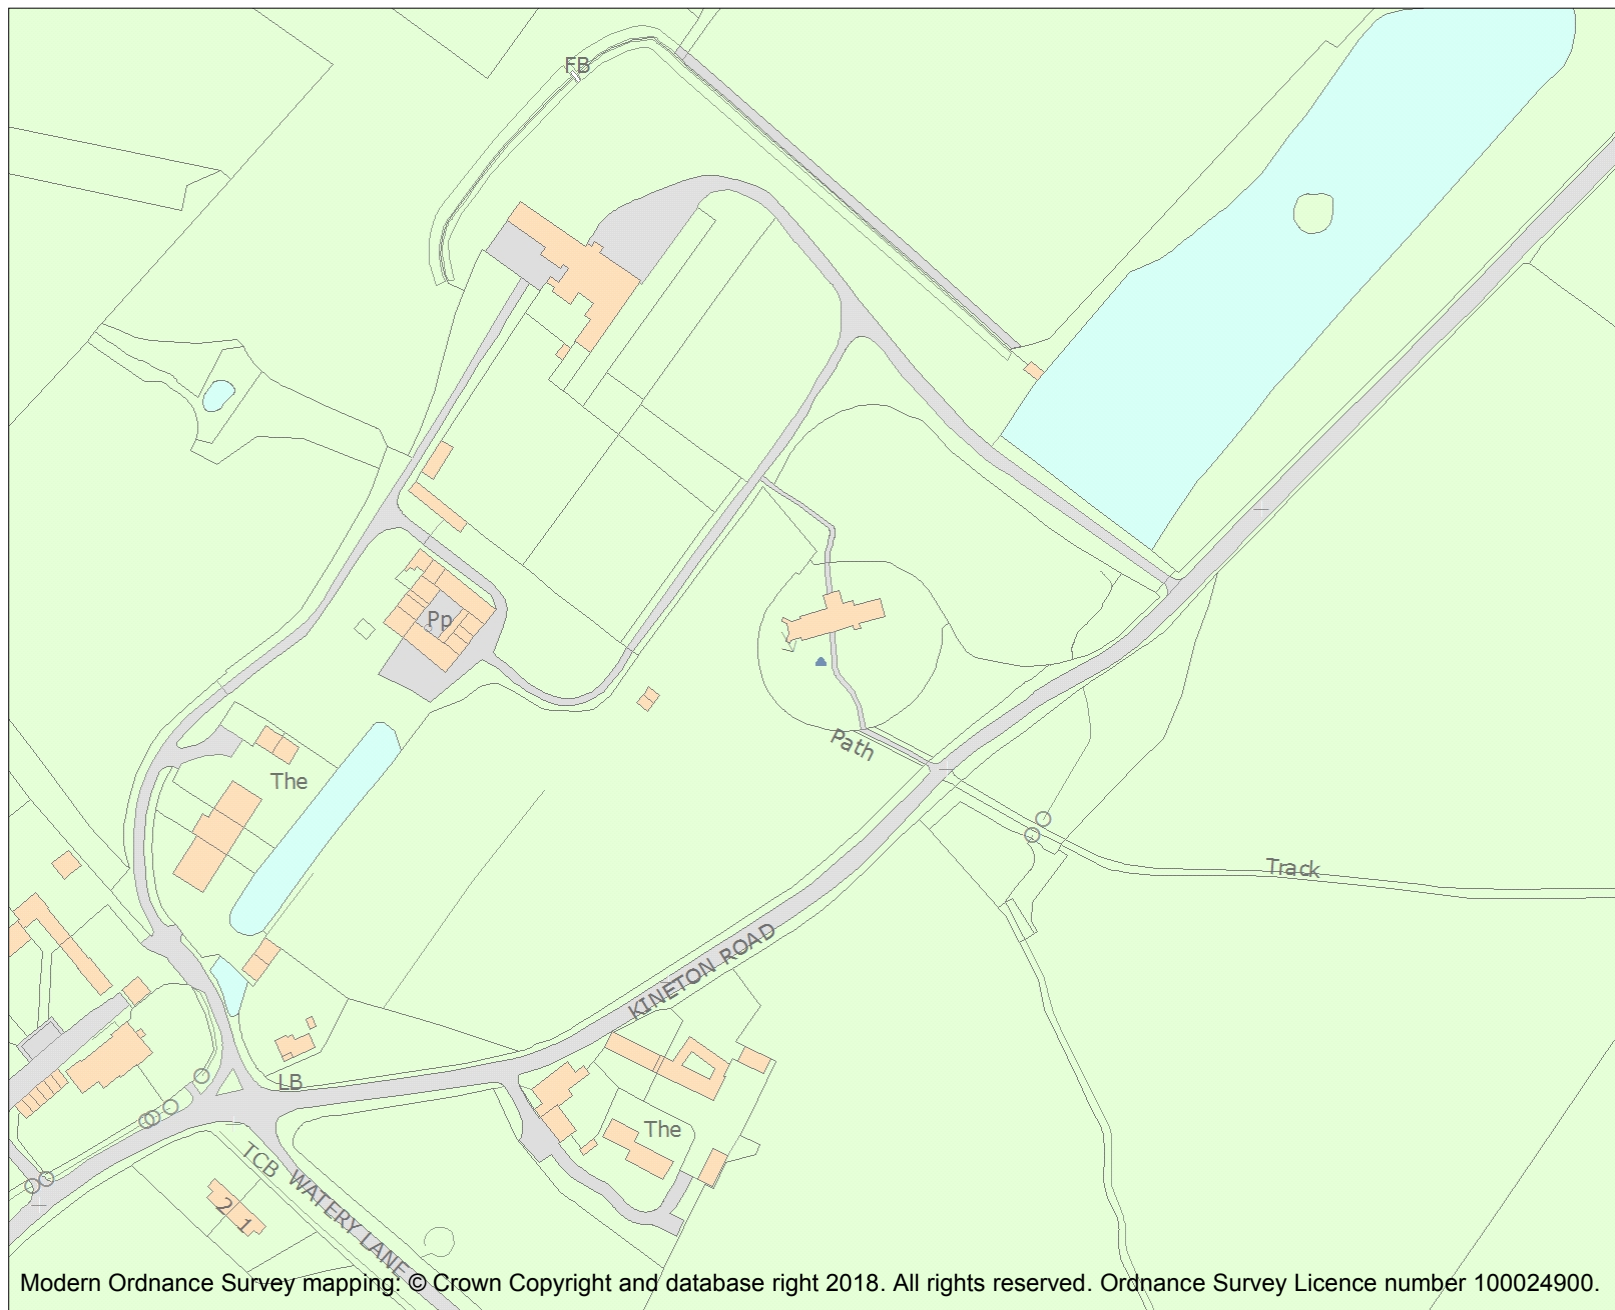 FB
Pp
Path
The
Track
KINETON ROAD
LB
The
TCB
WATERY LANE
2
1
Modern Ordnance Survey mapping: © Crown Copyright and database right 2018. All rights reserved. Ordnance Survey Licence number 100024900.